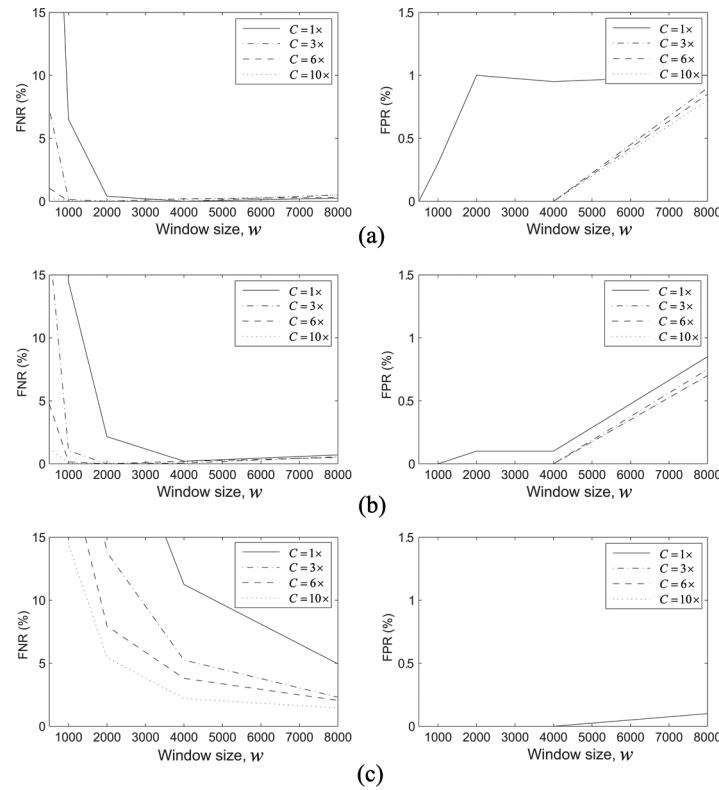 15
10
5
0
FNR (%)
1000 2000 3000 4000 5000 6000 7000 8000
Window size, w
C = 1×
C = 3×
C = 6×
C = 10×
1.5
1
0.5
0
FPR (%)
1000 2000 3000 4000 5000 6000 7000 8000
Window size, w
C = 1×
C = 3×
C = 6×
C = 10×
(a)
15
10
5
0
FNR (%)
1000 2000 3000 4000 5000 6000 7000 8000
Window size, w
C = 1×
C = 3×
C = 6×
C = 10×
1.5
1
0.5
0
FPR (%)
1000 2000 3000 4000 5000 6000 7000 8000
Window size, w
C = 1×
C = 3×
C = 6×
C = 10×
(b)
15
10
5
0
FNR (%)
1000 2000 3000 4000 5000 6000 7000 8000
Window size, w
C = 1×
C = 3×
C = 6×
C = 10×
1.5
1
0.5
0
FPR (%)
1000 2000 3000 4000 5000 6000 7000 8000
Window size, w
C = 1×
C = 3×
C = 6×
C = 10×
(c)